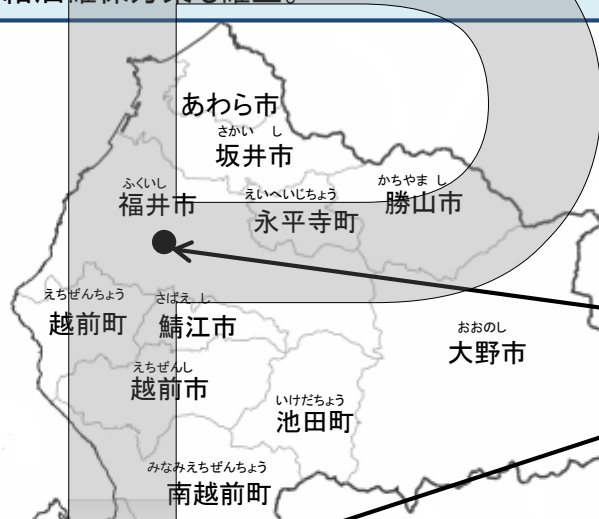 あわら市
さかい し
坂井市
ふくいし
福井市
えいへいじちょう
永平寺町
かちやま し
勝山市
えちぜんちょう
越前町
さばえ し
鯖江市
おおのし
大野市
えちぜんし
越前市
いけだちょう
池田町
みなみえちぜんちょう
南越前町